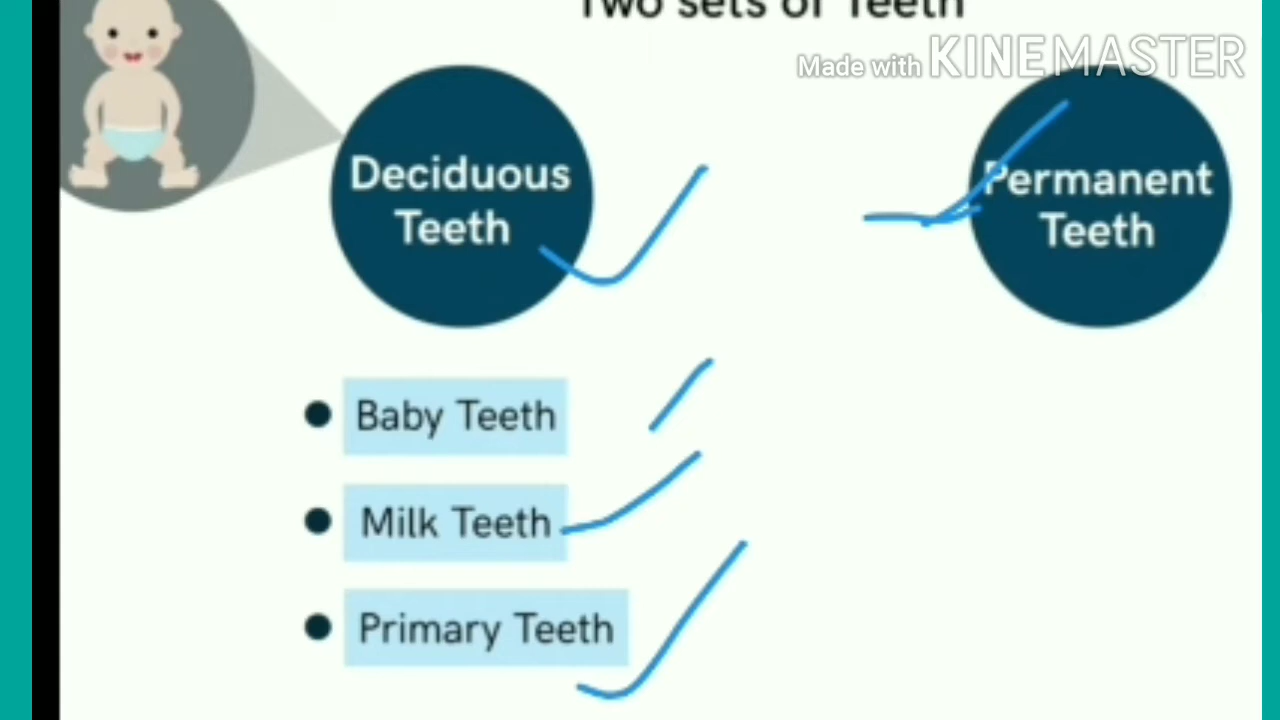 Two sets of Teeth
Made with KINEMASTER
Deciduous
Teeth
Permanent
Teeth
Baby Teeth
Milk Teeth
Primary Teeth